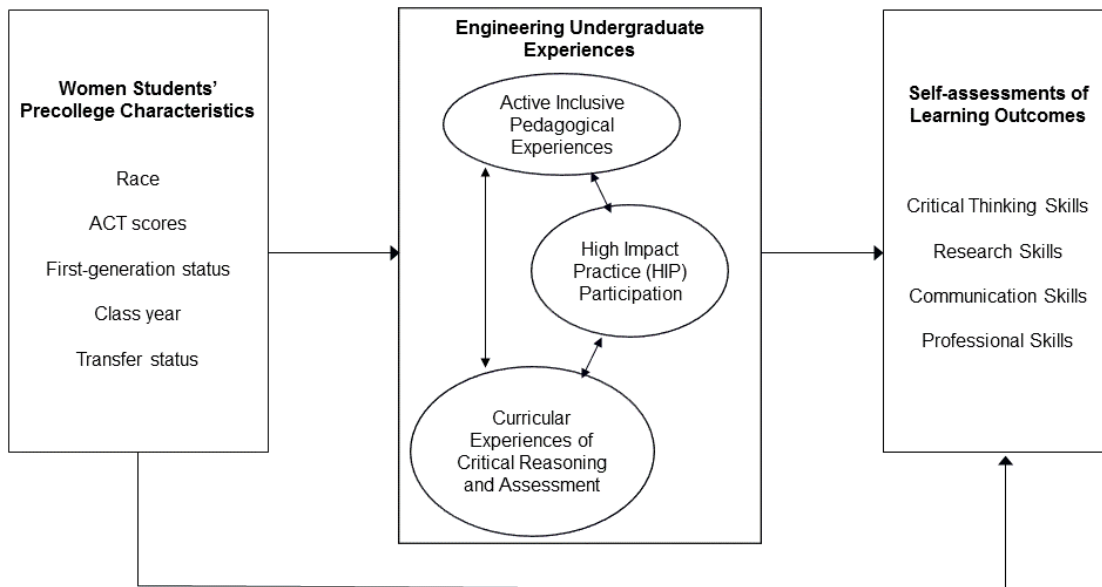 Women Students'
Precollege Characteristics
Race
ACT scores
First-generation status
Class year
Transfer status
Engineering Undergraduate
Experiences
Active Inclusive
Pedagogical
Experiences
High Impact
Practice (HIP)
Participation
Curricular
Experiences of
Critical Reasoning
and Assessment
Self-assessments of
Learning Outcomes
Critical Thinking Skills
Research Skills
Communication Skills
Professional Skills